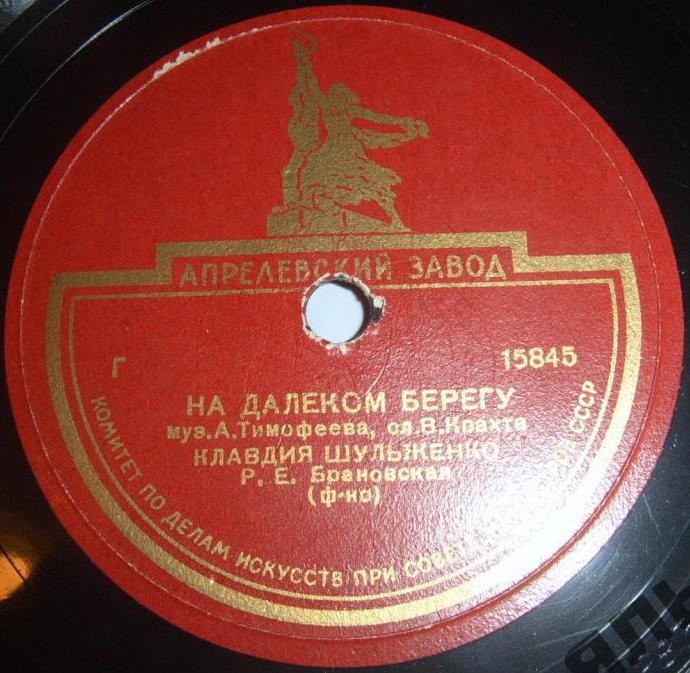 АПРЕЛЕВСКИЙ ЗАВОД
Г 15845
НА ДАЛЕКОМ БЕРЕГУ
муз. А. Тимофеева, сл. В. Крахта
КЛАВДИЯ ШУЛЬЖЕНКО
Р. Е. Брановская
(ф-но)
КОМИТЕТ ПО ДЕЛАМ ИСКУССТВ ПРИ СССР